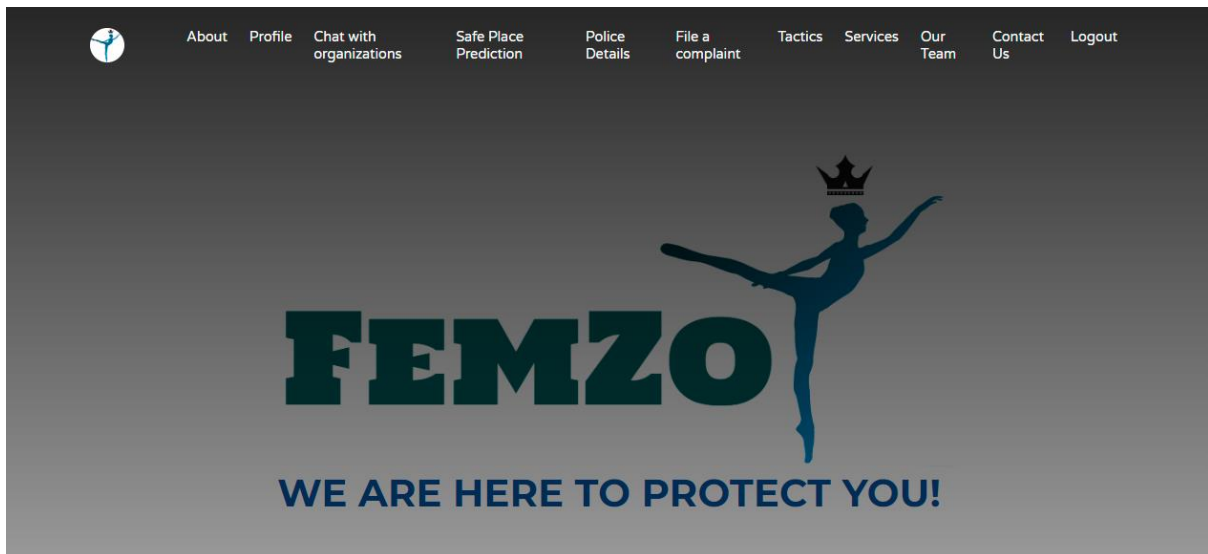 About Profile Chat with organizations Safe Place Prediction Police Details File a complaint Tactics Services Our Team Contact Us Logout
FEMZO
WE ARE HERE TO PROTECT YOU!